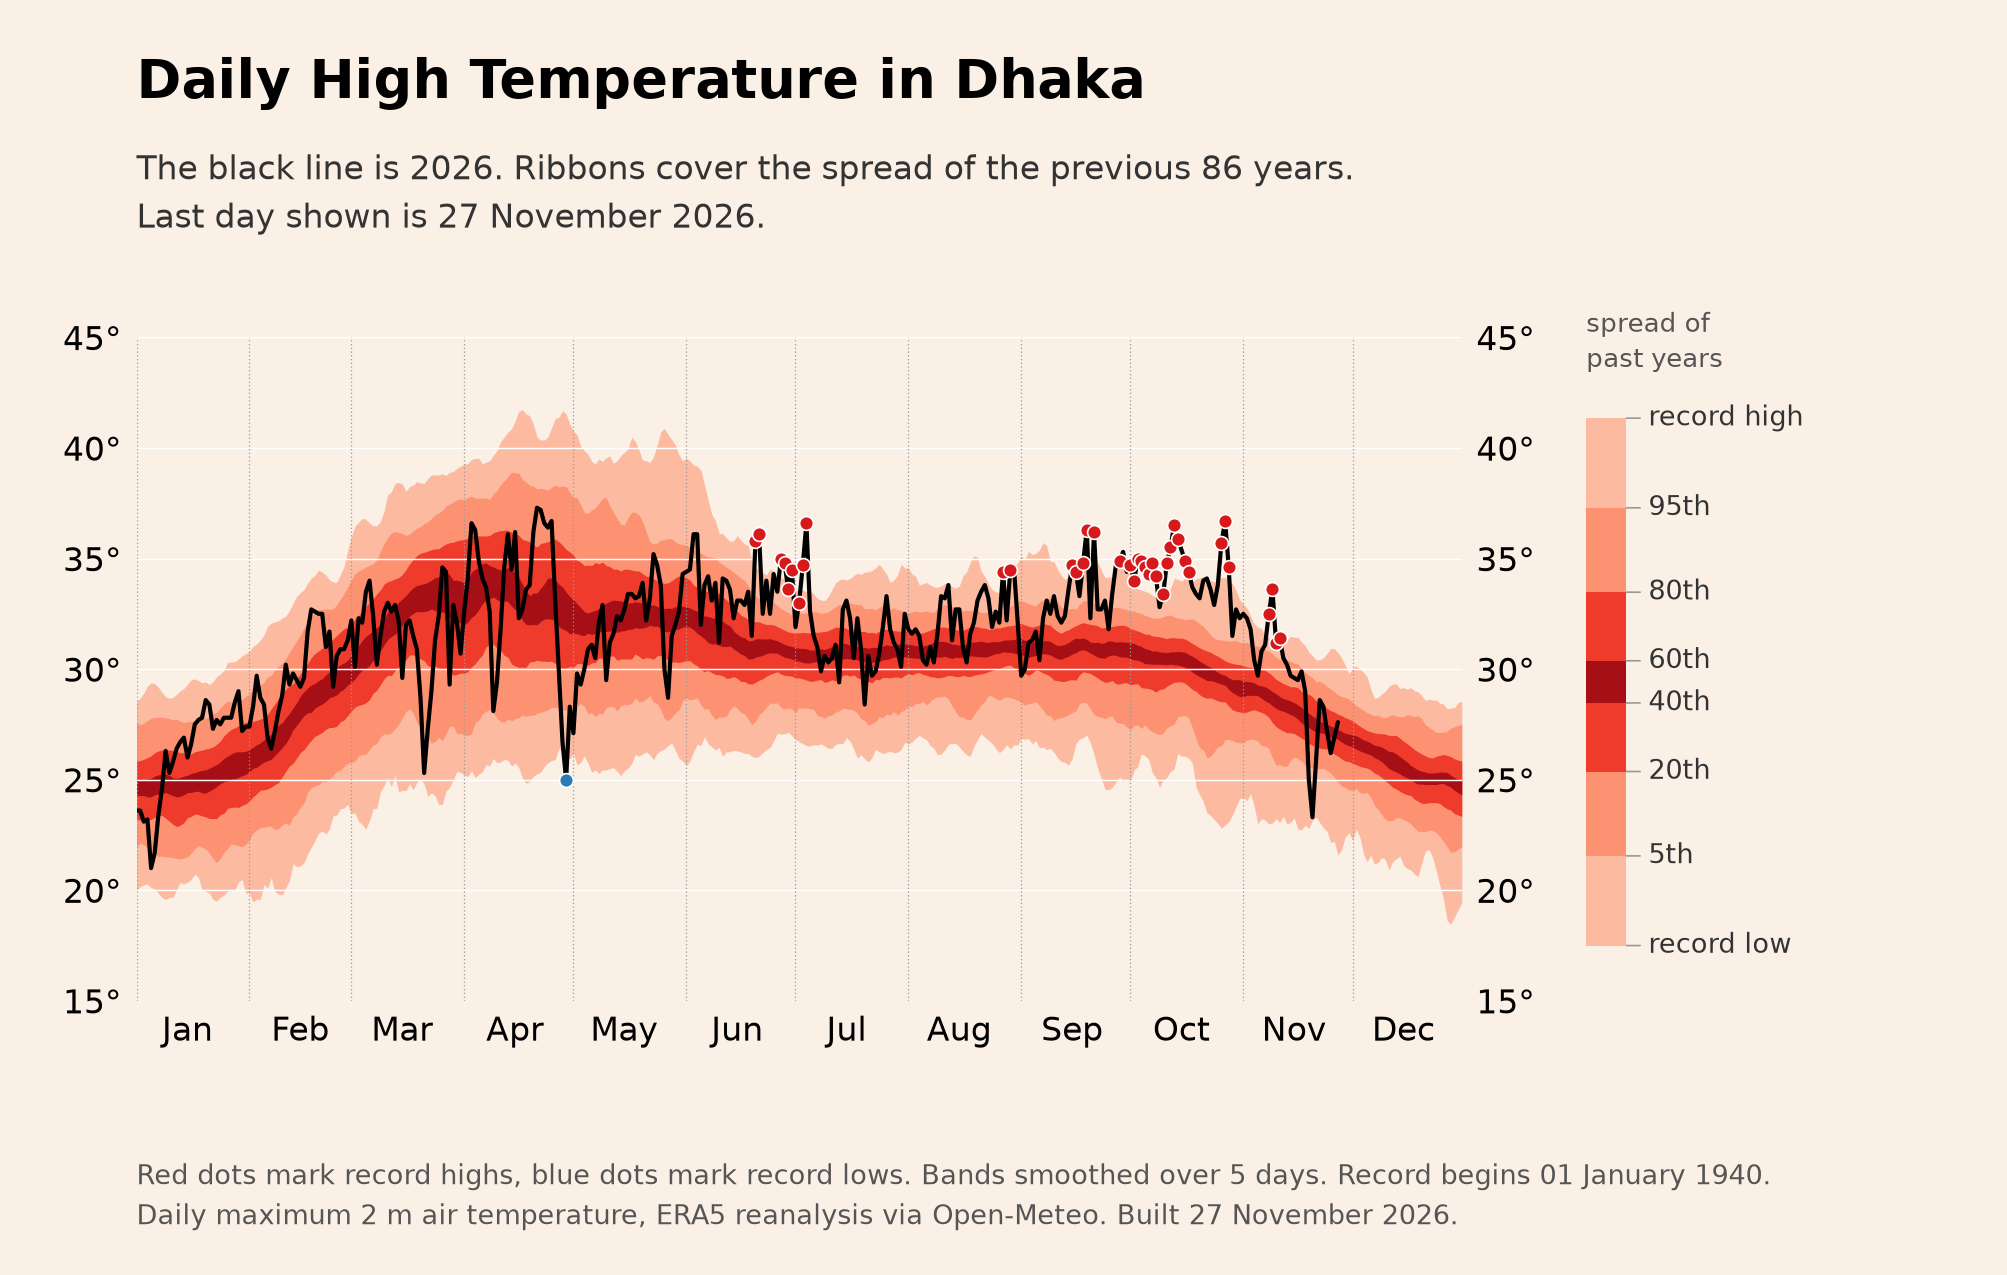 Daily High Temperature in Dhaka
The black line is 2026. Ribbons cover the spread of the previous 86 years.
Last day shown is 27 November 2026.
spread of
past years
45° 45°
40° 40°
35° 35°
30° 30°
25° 25°
20° 20°
15° 15°
record high
95th
80th
60th
40th
20th
5th
record low
Jan Feb Mar Apr May Jun Jul Aug Sep Oct Nov Dec
Red dots mark record highs, blue dots mark record lows. Bands smoothed over 5 days. Record begins 01 January 1940.
Daily maximum 2 m air temperature, ERA5 reanalysis via Open-Meteo. Built 27 November 2026.